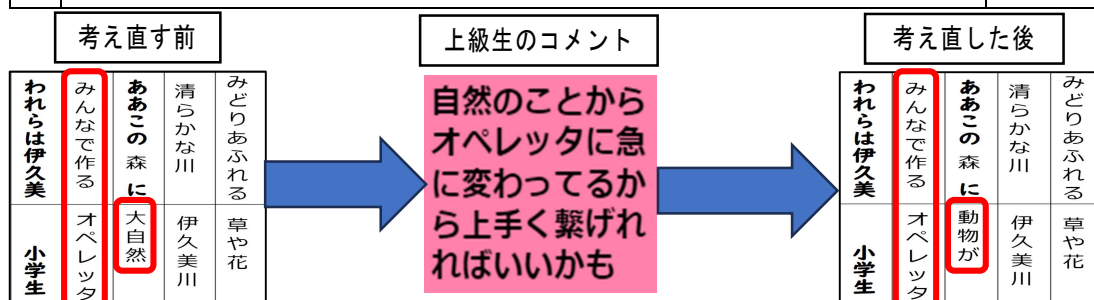 考え直す前
みどりあふれる 草や花
清らかな川 伊久美川
ああこの森に 大自然
みんなで作る オペレッタ
われらは伊久美 小学生
上級生のコメント
自然のことから
オペレッタに急
に変わってるか
ら上手く繋げれ
ればいいかも
考え直した後
みどりあふれる 草や花
清らかな川 伊久美川
ああこの森に 動物が
みんなで作る オペレッタ
われらは伊久美 小学生